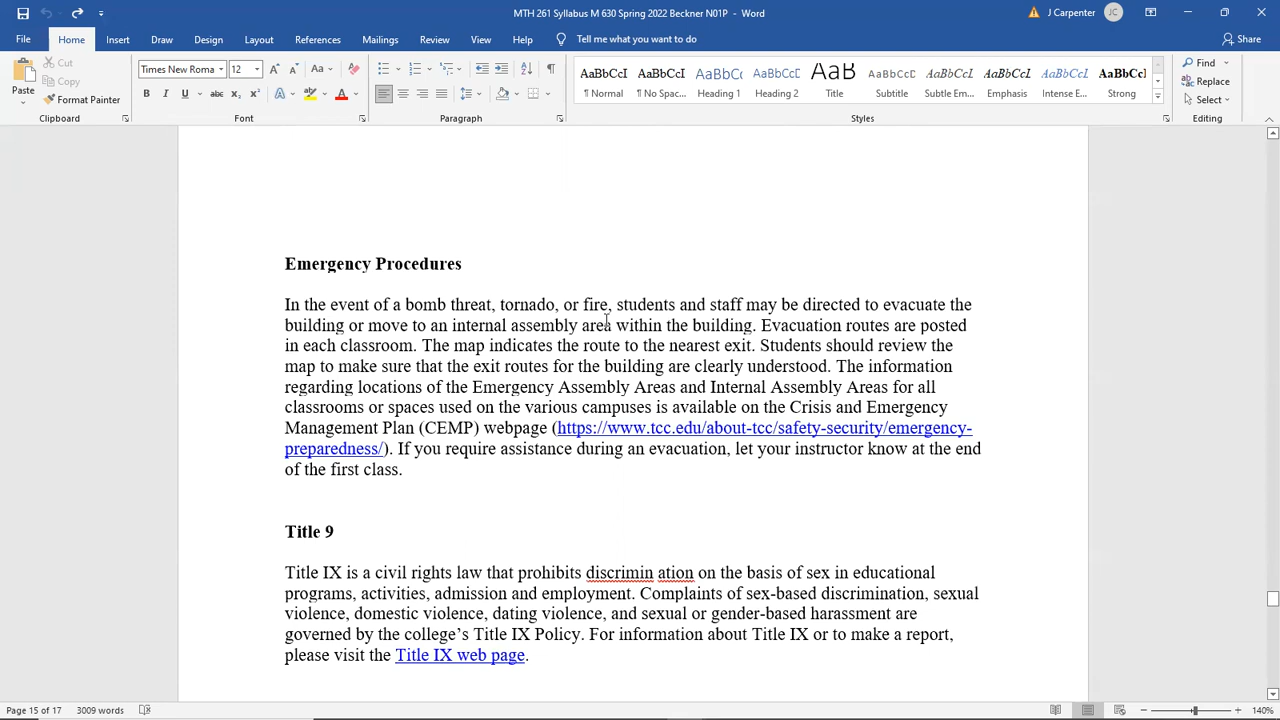 MTH 261 Syllabus M 630 Spring 2022 Beckner N01P - Word
J Carpenter JC
File Home Insert Draw Design Layout References Mailings Review View Help Tell me what you want to do Share
Paste Cut Copy Format Painter
Clipboard
Times New Roma 12
Font
Paragraph
AaBbCcI AaBbCcI AaBbCcD AaBbCcD AaB AaBbCcD AaBbCcI AaBbCcI AaBbCcI AaBbCcI
¶ Normal ¶ No Spac... Heading 1 Heading 2 Title Subtitle Subtle Em... Emphasis Intense E... Strong
Styles
Find
Replace
Select
Editing
Emergency Procedures
In the event of a bomb threat, tornado, or fire, students and staff may be directed to evacuate the
building or move to an internal assembly area within the building. Evacuation routes are posted
in each classroom. The map indicates the route to the nearest exit. Students should review the
map to make sure that the exit routes for the building are clearly understood. The information
regarding locations of the Emergency Assembly Areas and Internal Assembly Areas for all
classrooms or spaces used on the various campuses is available on the Crisis and Emergency
Management Plan (CEMP) webpage (https://www.tcc.edu/about-tcc/safety-security/emergency-
preparedness/). If you require assistance during an evacuation, let your instructor know at the end
of the first class.
Title 9
Title IX is a civil rights law that prohibits discrimin ation on the basis of sex in educational
programs, activities, admission and employment. Complaints of sex-based discrimination, sexual
violence, domestic violence, dating violence, and sexual or gender-based harassment are
governed by the college's Title IX Policy. For information about Title IX or to make a report,
please visit the Title IX web page.
Page 15 of 17 3009 words 140%